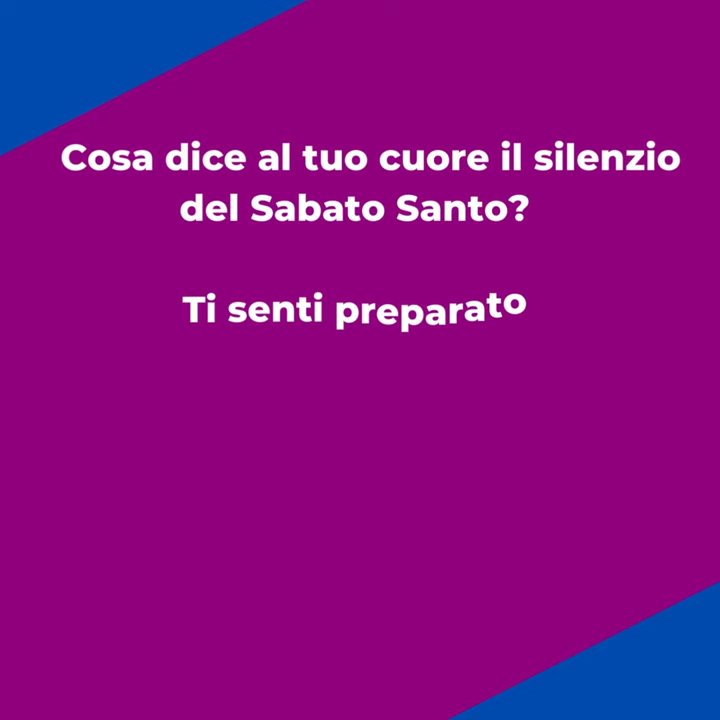 Cosa dice al tuo cuore il silenzio
del Sabato Santo?
Ti senti preparato